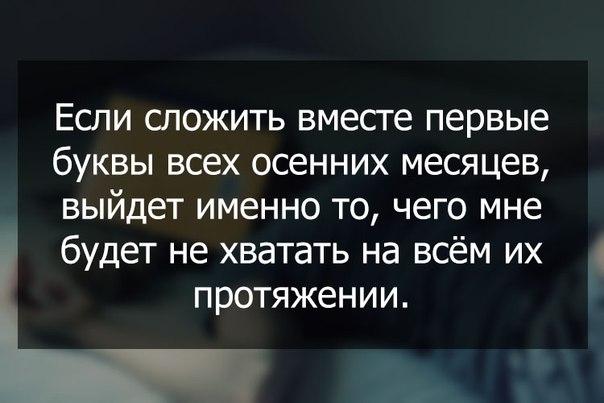 Если сложить вместе первые
буквы всех осенних месяцев,
выйдет именно то, чего мне
будет не хватать на всём их
протяжении.